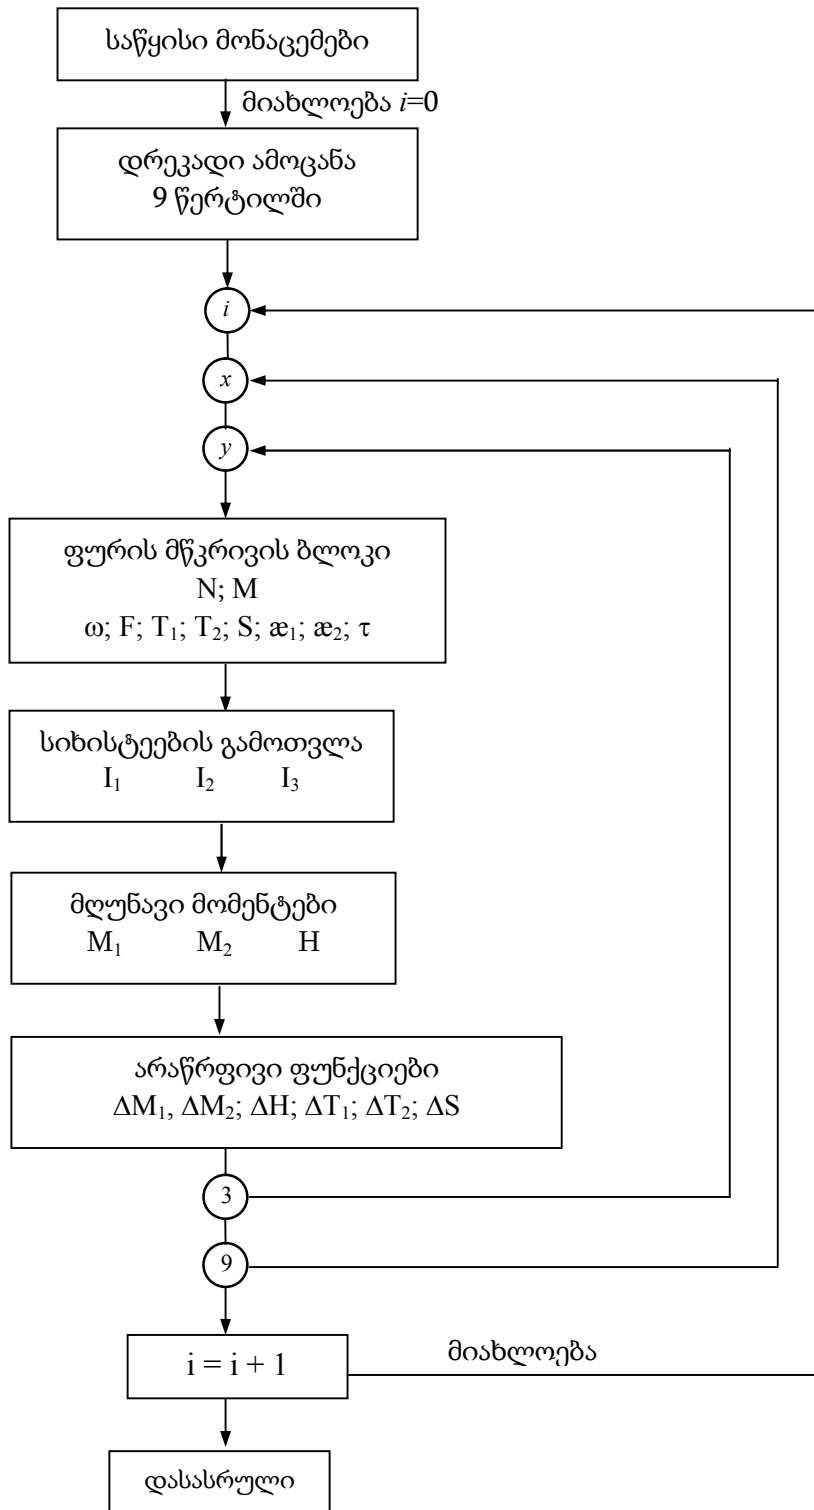 საწყისი მონაცემები
მიახლოება i=0
დრეკადი ამოცანა
9 წერტილში
i
x
y
ფურიის მწკრივის ბლოკი
N; M
ω; F; T₁; T₂; S; æ₁; æ₂; τ
სიხისტეების გამოთვლა
I₁ I₂ I₃
მღუნავი მომენტები
M₁ M₂ H
არაწრფივი ფუნქციები
ΔM₁, ΔM₂; ΔH; ΔT₁; ΔT₂; ΔS
3
9
i = i + 1
მიახლოება
დასასრული